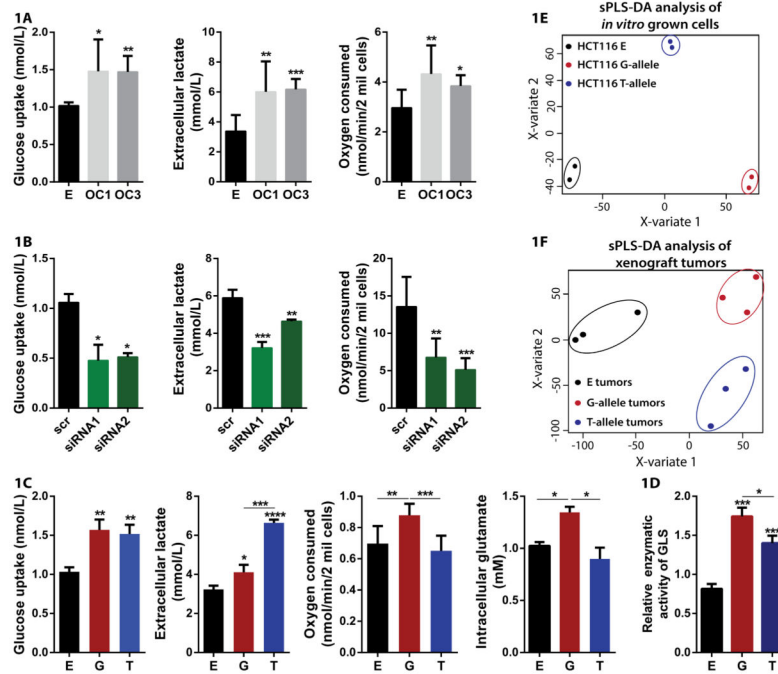 1A
Glucose uptake (nmol/L)
2.0
1.5
1.0
0.5
0.0
*
**
E OC1 OC3
Extracellular lactate
(mmol/L)
10
8
6
4
2
0
**
***
E OC1 OC3
Oxygen consumed
(nmol/min/2 mil cells)
6
4
2
0
**
*
E OC1 OC3
1E
sPLS-DA analysis of
in vitro grown cells
HCT116 E
HCT116 G-allele
HCT116 T-allele
X-variate 2
60
20
0
-20
-40
-50 0 50
X-variate 1
1B
Glucose uptake (nmol/L)
1.5
1.0
0.5
0.0
*
*
scr siRNA1 siRNA2
Extracellular lactate
(mmol/L)
8
6
4
2
0
***
**
scr siRNA1 siRNA2
Oxygen consumed
(nmol/min/2 mil cells)
20
15
10
5
0
**
***
scr siRNA1 siRNA2
1F
sPLS-DA analysis of
xenograft tumors
X-variate 2
50
0
-50
-100
E tumors
G-allele tumors
T-allele tumors
-100 -50 0 50
X-variate 1
1C
Glucose uptake (nmol/L)
2.0
1.5
1.0
0.5
0.0
**
**
E G T
Extracellular lactate
(mmol/L)
8
6
4
2
0
*
***
****
E G T
Oxygen consumed
(nmol/min/2 mil cells)
1.0
0.8
0.6
0.4
0.2
0.0
** ***
E G T
Intracellular glutamate
(mM)
1.5
1.0
0.5
0.0
* *
E G T
1D
Relative enzymatic
activity of GLS
2.0
1.5
1.0
0.5
0.0
*
***
E G T